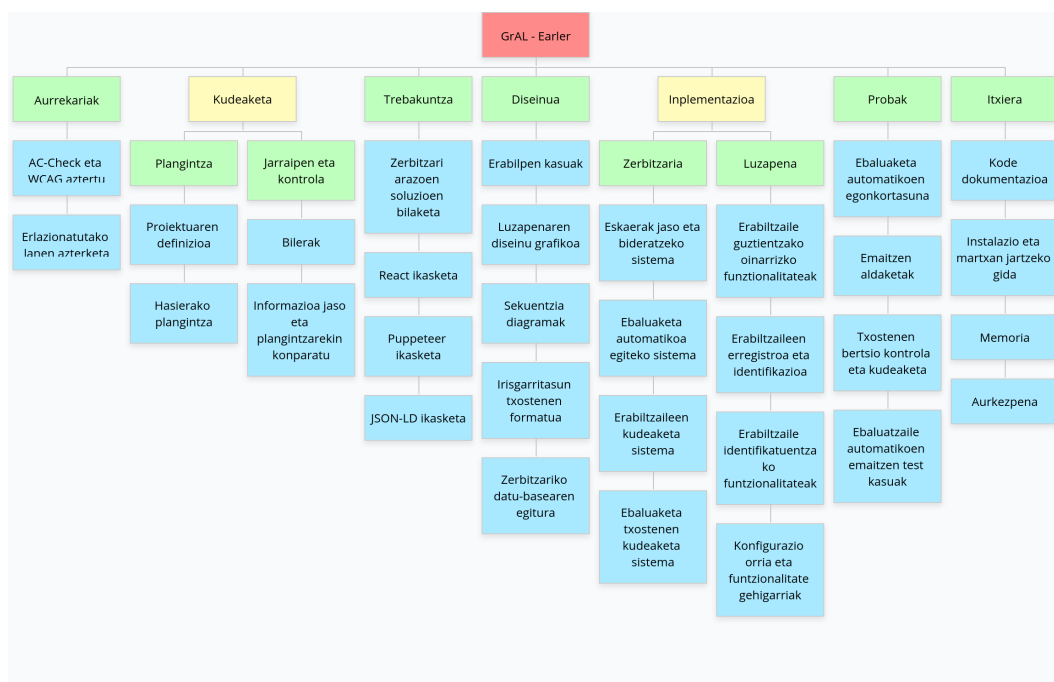 GrAL - Earler
Aurrekariak
Kudeaketa
Trebakuntza
Diseinua
Inplementazioa
Probak
Itxiera
AC-Check eta
WCAG aztertu
Erlazionatutako
lanen azterketa
Plangintza
Proiektuaren
definizioa
Hasierako
plangintza
Jarraipen eta
kontrola
Bilerak
Informazioa jaso
eta
plangintzarekin
konparatu
Zerbitzari
arazoen
soluzioen
bilaketa
React ikasketa
Puppeteer
ikasketa
JSON-LD ikasketa
Erabilpen kasuak
Luzapenaren
diseinu grafikoa
Sekuentzia
diagramak
Irisgarritasun
txostenen
formatua
Zerbitzariko
datu-basearen
egitura
Zerbitzaria
Eskaerak jaso eta
bideratzeko
sistema
Ebaluaketa
automatikoa
egiteko sistema
Erabiltzaileen
kudeaketa
sistema
Ebaluaketa
txostenen
kudeaketa
sistema
Luzapena
Erabiltzaile
guztientzako
oinarrizko
funztionalitateak
Erabiltzaileen
erregistroa eta
identifikazioa
Erabiltzaile
identifikatuentza
ko
funtzionalitateak
Konfigurazio
orria eta
funtzionalitate
gehigarriak
Ebaluaketa
automatikoen
egonkortasuna
Emaitzen
aldaketak
Txostenen
bertsio kontrola
eta kudeaketa
Ebaluatzaile
automatikoen
emaitzen test
kasuak
Kode
dokumentazioa
Instalazio eta
martxan jartzeko
gida
Memoria
Aurkezpena